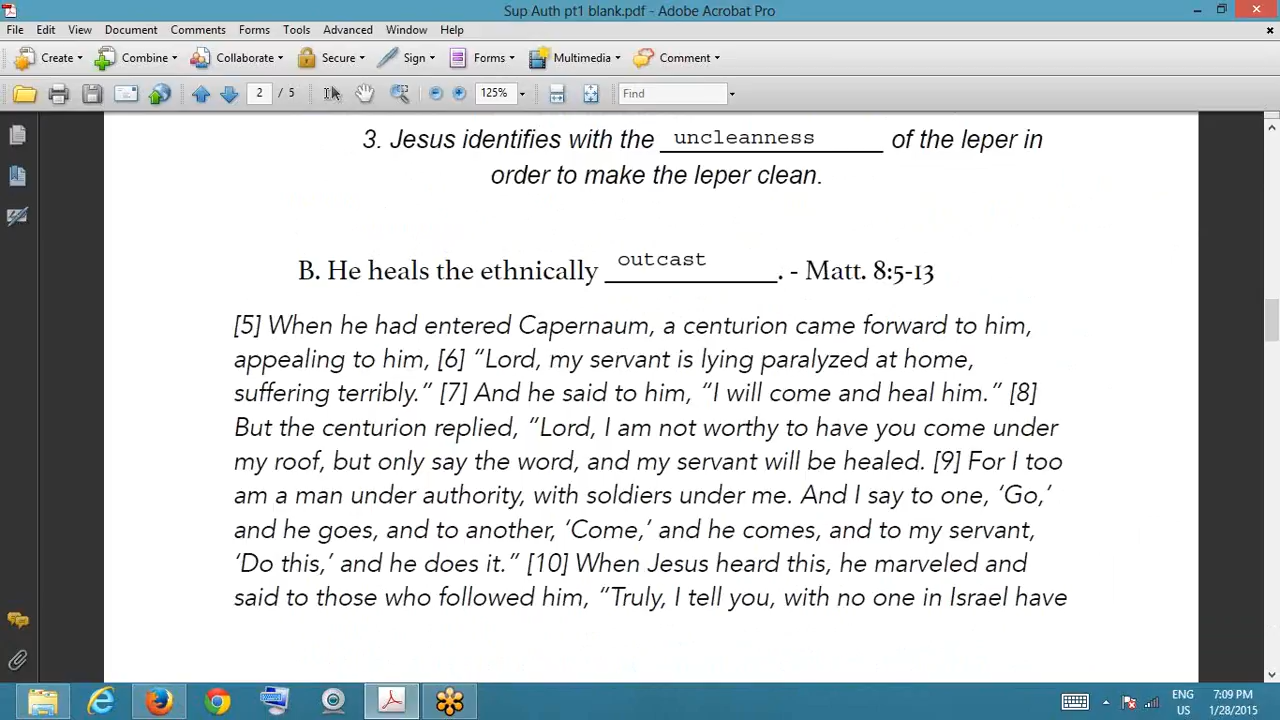 Sup Auth pt1 blank.pdf - Adobe Acrobat Pro
File Edit View Document Comments Forms Tools Advanced Window Help
Create Combine Collaborate Secure Sign Forms Multimedia Comment
2 / 5 125% Find
3. Jesus identifies with the uncleanness of the leper in
order to make the leper clean.
B. He heals the ethnically outcast. - Matt. 8:5-13
[5] When he had entered Capernaum, a centurion came forward to him,
appealing to him, [6] “Lord, my servant is lying paralyzed at home,
suffering terribly.” [7] And he said to him, “I will come and heal him.” [8]
But the centurion replied, “Lord, I am not worthy to have you come under
my roof, but only say the word, and my servant will be healed. [9] For I too
am a man under authority, with soldiers under me. And I say to one, ‘Go,’
and he goes, and to another, ‘Come,’ and he comes, and to my servant,
‘Do this,’ and he does it.” [10] When Jesus heard this, he marveled and
said to those who followed him, “Truly, I tell you, with no one in Israel have
ENG 7:09 PM
US 1/28/2015